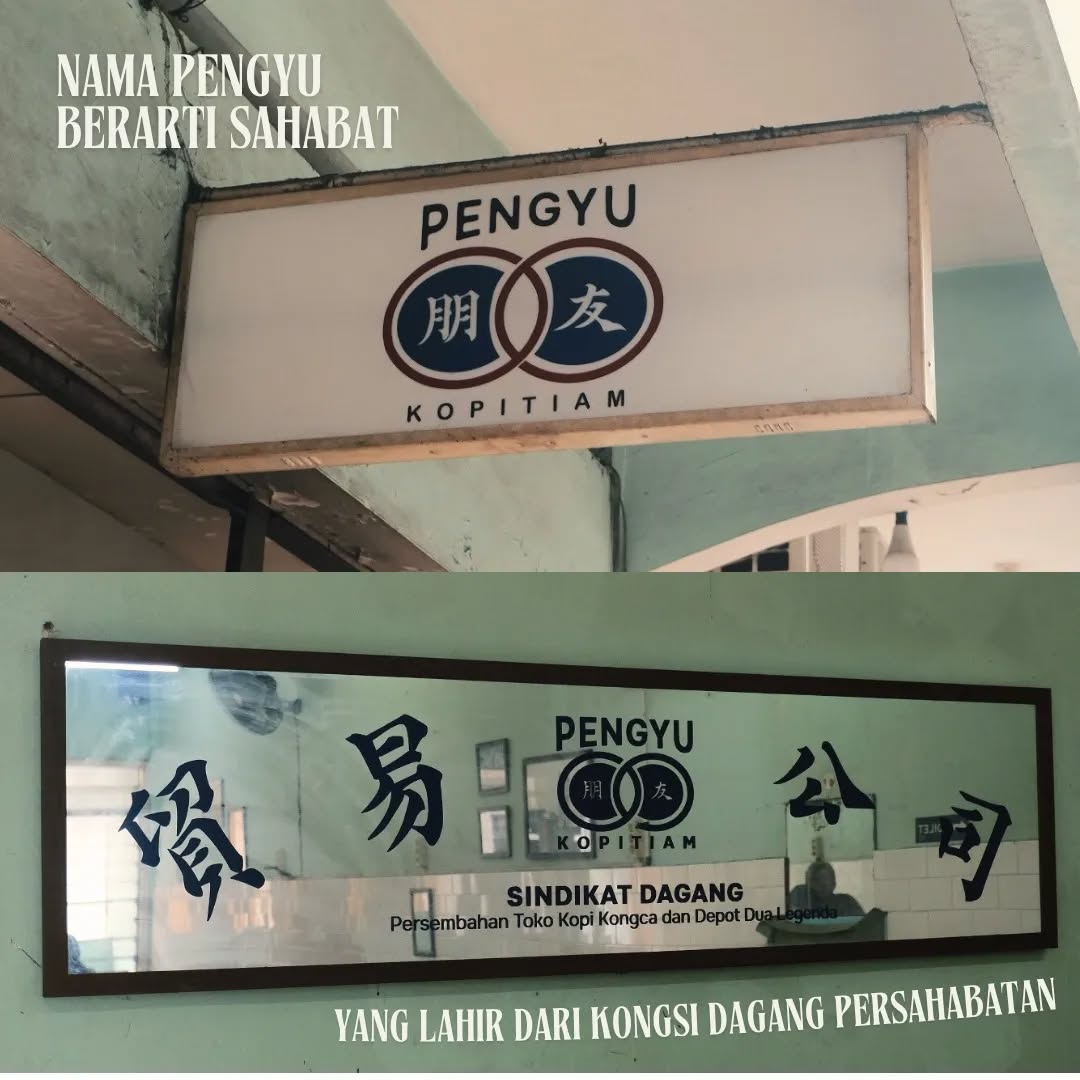 NAMA PENGYU
BERARTI SAHABAT
PENGYU
朋 友
KOPITIAM
貿易 公司
PENGYU
朋 友
KOPITIAM
SINDIKAT DAGANG
Persembahan Toko Kopi Kongca dan Depot Dua Legenda
TOILET
YANG LAHIR DARI KONGSI DAGANG PERSAHABATAN